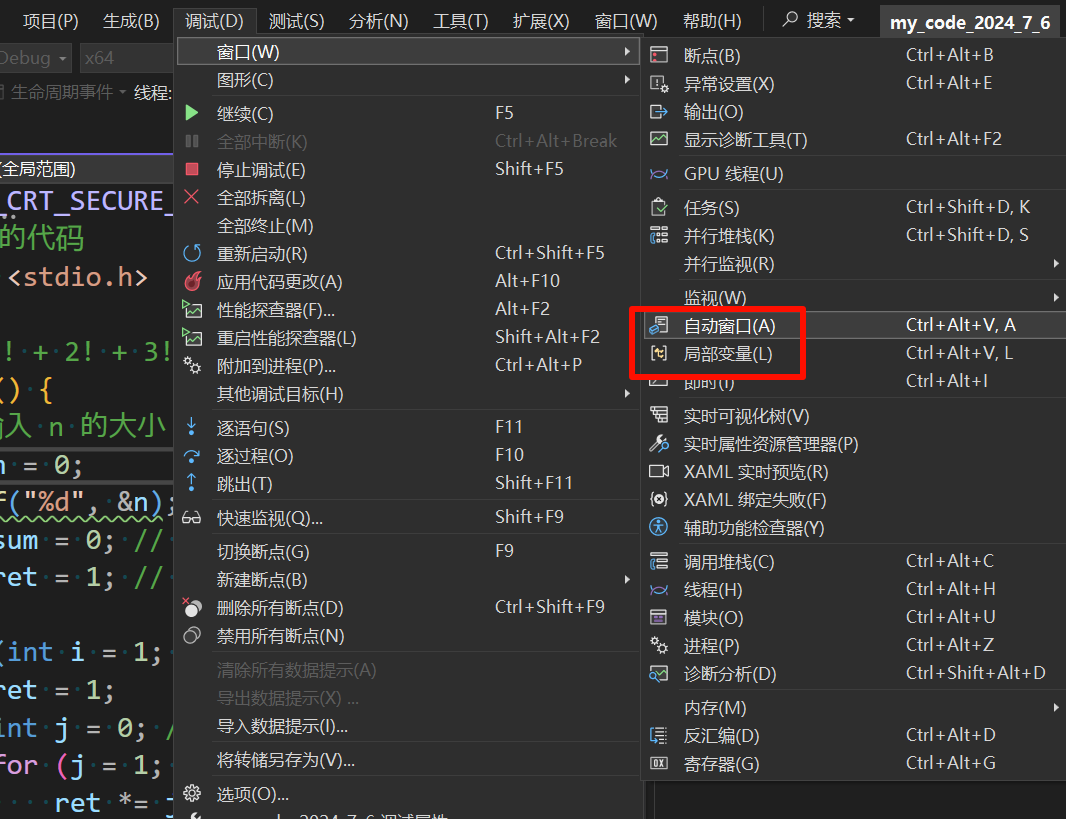 项目(P) 生成(B) 调试(D) 测试(S) 分析(N) 工具(T) 扩展(X) 窗口(W) 帮助(H) 搜索 my_code_2024_7_6
Debug x64
生命周期事件 线程:
(全局范围)
_CRT_SECURE_
的代码
<stdio.h>
! + 2! + 3!
() {
输入 n 的大小
n = 0;
f("%d", &n);
sum = 0; //
ret = 1; //
(int i = 1;
ret = 1;
int j = 0; /
for (j = 1;
ret *= j
窗口(W)
图形(C)
继续(C) F5
全部中断(K) Ctrl+Alt+Break
停止调试(E) Shift+F5
全部拆离(L)
全部终止(M)
重新启动(R) Ctrl+Shift+F5
应用代码更改(A) Alt+F10
性能探查器(F)... Alt+F2
重启性能探查器(L) Shift+Alt+F2
附加到进程(P)... Ctrl+Alt+P
其他调试目标(H)
逐语句(S) F11
逐过程(O) F10
跳出(T) Shift+F11
快速监视(Q)... Shift+F9
切换断点(G) F9
新建断点(B)
删除所有断点(D) Ctrl+Shift+F9
禁用所有断点(N)
清除所有数据提示(A)
导出数据提示(X) ...
导入数据提示(I)...
将转储另存为(V)...
选项(O)...
my_code_2024_7_6 调试属性
断点(B) Ctrl+Alt+B
异常设置(X) Ctrl+Alt+E
输出(O)
显示诊断工具(T) Ctrl+Alt+F2
GPU 线程(U)
任务(S) Ctrl+Shift+D, K
并行堆栈(K) Ctrl+Shift+D, S
并行监视(R)
监视(W)
自动窗口(A) Ctrl+Alt+V, A
局部变量(L) Ctrl+Alt+V, L
即时(I) Ctrl+Alt+I
实时可视化树(V)
实时属性资源管理器(P)
XAML 实时预览(R)
XAML 绑定失败(F)
辅助功能检查器(Y)
调用堆栈(C) Ctrl+Alt+C
线程(H) Ctrl+Alt+H
模块(O) Ctrl+Alt+U
进程(P) Ctrl+Alt+Z
诊断分析(D) Ctrl+Shift+Alt+D
内存(M)
反汇编(D) Ctrl+Alt+D
寄存器(G) Ctrl+Alt+G